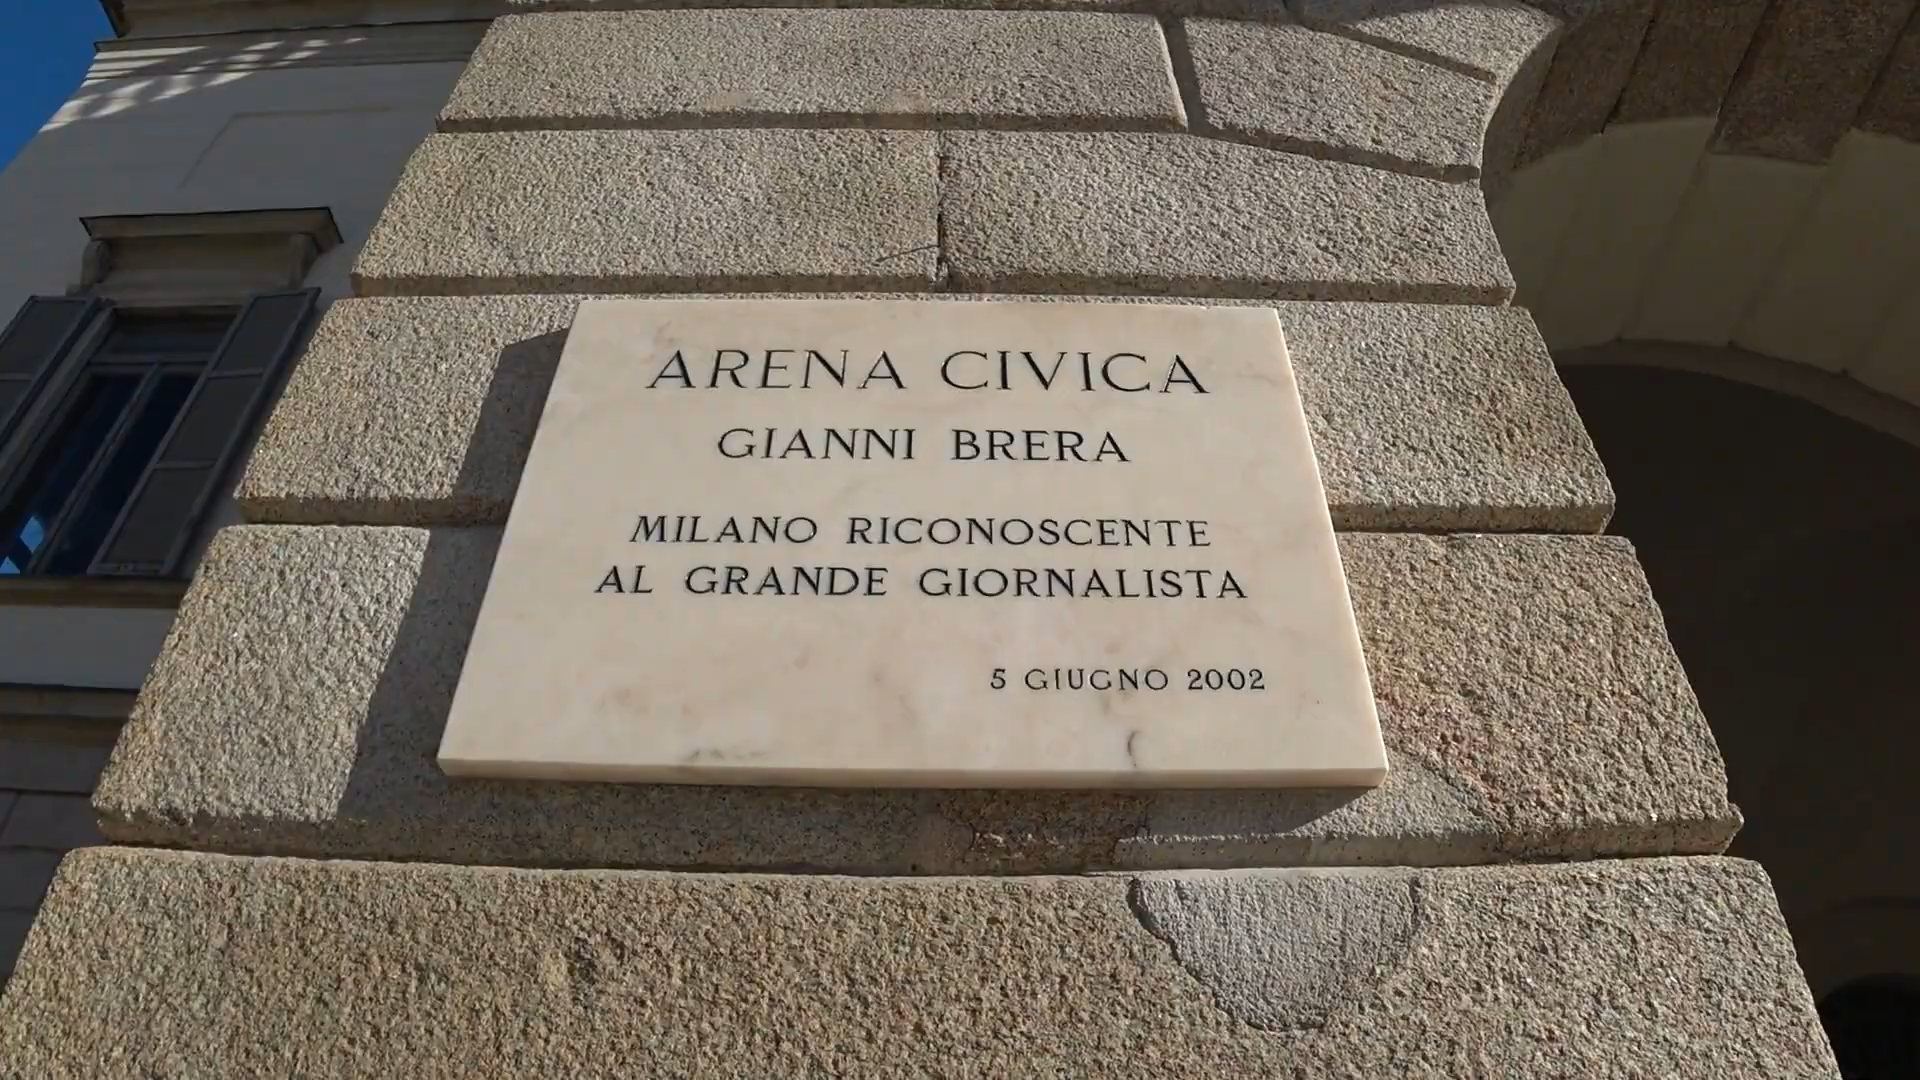 ARENA CIVICA
GIANNI BRERA
MILANO RICONOSCENTE
AL GRANDE GIORNALISTA
5 GIUGNO 2002